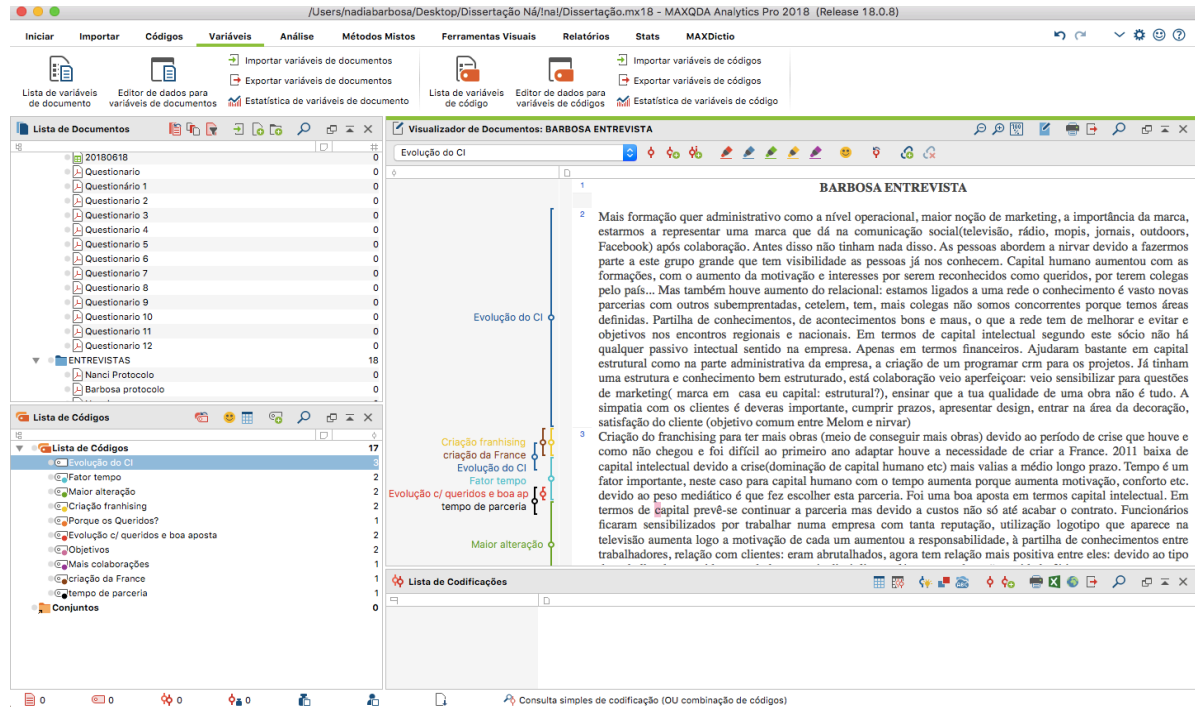 /Users/nadiabarbosa/Desktop/Dissertação Ná/!na!/Dissertação.mx18 - MAXQDA Analytics Pro 2018 (Release 18.0.8)
Iniciar Importar Códigos Variáveis Análise Métodos Mistos Ferramentas Visuais Relatórios Stats MAXDictio
Lista de variáveis de documento
Editor de dados para variáveis de documentos
Importar variáveis de documentos
Exportar variáveis de documentos
Estatística de variáveis de documento
Lista de variáveis de código
Editor de dados para variáveis de códigos
Importar variáveis de códigos
Exportar variáveis de códigos
Estatística de variáveis de código
Lista de Documentos
20180618 0
Questionario 0
Questionário 1 0
Questionario 2 0
Questionario 3 0
Questionario 4 0
Questionario 5 0
Questionario 6 0
Questionario 7 0
Questionario 8 0
Questionario 9 0
Questionario 10 0
Questionario 11 0
Questionario 12 0
ENTREVISTAS 18
Nanci Protocolo 0
Barbosa protocolo 0
Lista de Códigos
Lista de Códigos 17
Evolução do CI 3
Fator tempo 2
Maior alteração 2
Criação franhising 2
Porque os Queridos? 1
Evolução c/ queridos e boa aposta 2
Objetivos 2
Mais colaborações 1
criação da France 1
tempo de parceria 1
Conjuntos 0
Visualizador de Documentos: BARBOSA ENTREVISTA
Evolução do CI
Evolução do CI
Criação franhising
criação da France
Evolução do CI
Fator tempo
Evolução c/ queridos e boa ap
tempo de parceria
Maior alteração
1 BARBOSA ENTREVISTA
2 Mais formação quer administrativo como a nível operacional, maior noção de marketing, a importância da marca,
estarmos a representar uma marca que dá na comunicação social(televisão, rádio, mopis, jornais, outdoors,
Facebook) após colaboração. Antes disso não tinham nada disso. As pessoas abordem a nirvar devido a fazermos
parte a este grupo grande que tem visibilidade as pessoas já nos conhecem. Capital humano aumentou com as
formações, com o aumento da motivação e interesses por serem reconhecidos como queridos, por terem colegas
pelo país... Mas também houve aumento do relacional: estamos ligados a uma rede o conhecimento é vasto novas
parcerias com outros subemprentadas, cetelem, tem, mais colegas não somos concorrentes porque temos áreas
definidas. Partilha de conhecimentos, de acontecimentos bons e maus, o que a rede tem de melhorar e evitar e
objetivos nos encontros regionais e nacionais. Em termos de capital intelectual segundo este sócio não há
qualquer passivo intectual sentido na empresa. Apenas em termos financeiros. Ajudaram bastante em capital
estrutural como na parte administrativa da empresa, a criação de um programar crm para os projetos. Já tinham
uma estrutura e conhecimento bem estruturado, está colaboração veio aperfeiçoar: veio sensibilizar para questões
de marketing( marca em casa eu capital: estrutural?), ensinar que a tua qualidade de uma obra não é tudo. A
simpatia com os clientes é deveras importante, cumprir prazos, apresentar design, entrar na área da decoração,
satisfação do cliente (objetivo comum entre Melom e nirvar)
3 Criação do franchising para ter mais obras (meio de conseguir mais obras) devido ao período de crise que houve e
como não chegou e foi difícil ao primeiro ano adaptar houve a necessidade de criar a France. 2011 baixa de
capital intelectual devido a crise(dominação de capital humano etc) mais valias a médio longo prazo. Tempo é um
fator importante, neste caso para capital humano com o tempo aumenta porque aumenta motivação, conforto etc.
devido ao peso mediático é que fez escolher esta parceria. Foi uma boa aposta em termos capital intelectual. Em
termos de capital prevê-se continuar a parceria mas devido a custos não só até acabar o contrato. Funcionários
ficaram sensibilizados por trabalhar numa empresa com tanta reputação, utilização logotipo que aparece na
televisão aumenta logo a motivação de cada um aumentou a responsabilidade, à partilha de conhecimentos entre
trabalhadores, relação com clientes: eram abrutalhados, agora tem relação mais positiva entre eles: devido ao tipo
Lista de Codificações
0 0 0 0
Consulta simples de codificação (OU combinação de códigos)